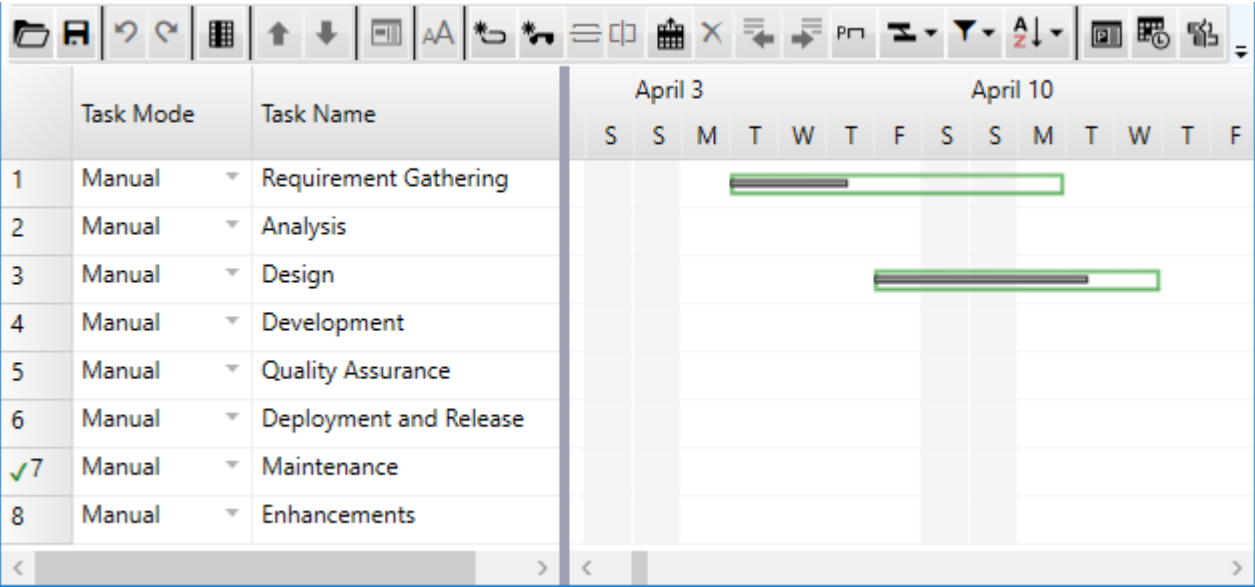 AA P A Z P
April 3 April 10
Task Mode Task Name
S S M T W T F S S M T W T F
1 Manual Requirement Gathering
2 Manual Analysis
3 Manual Design
4 Manual Development
5 Manual Quality Assurance
6 Manual Deployment and Release
7 Manual Maintenance
8 Manual Enhancements